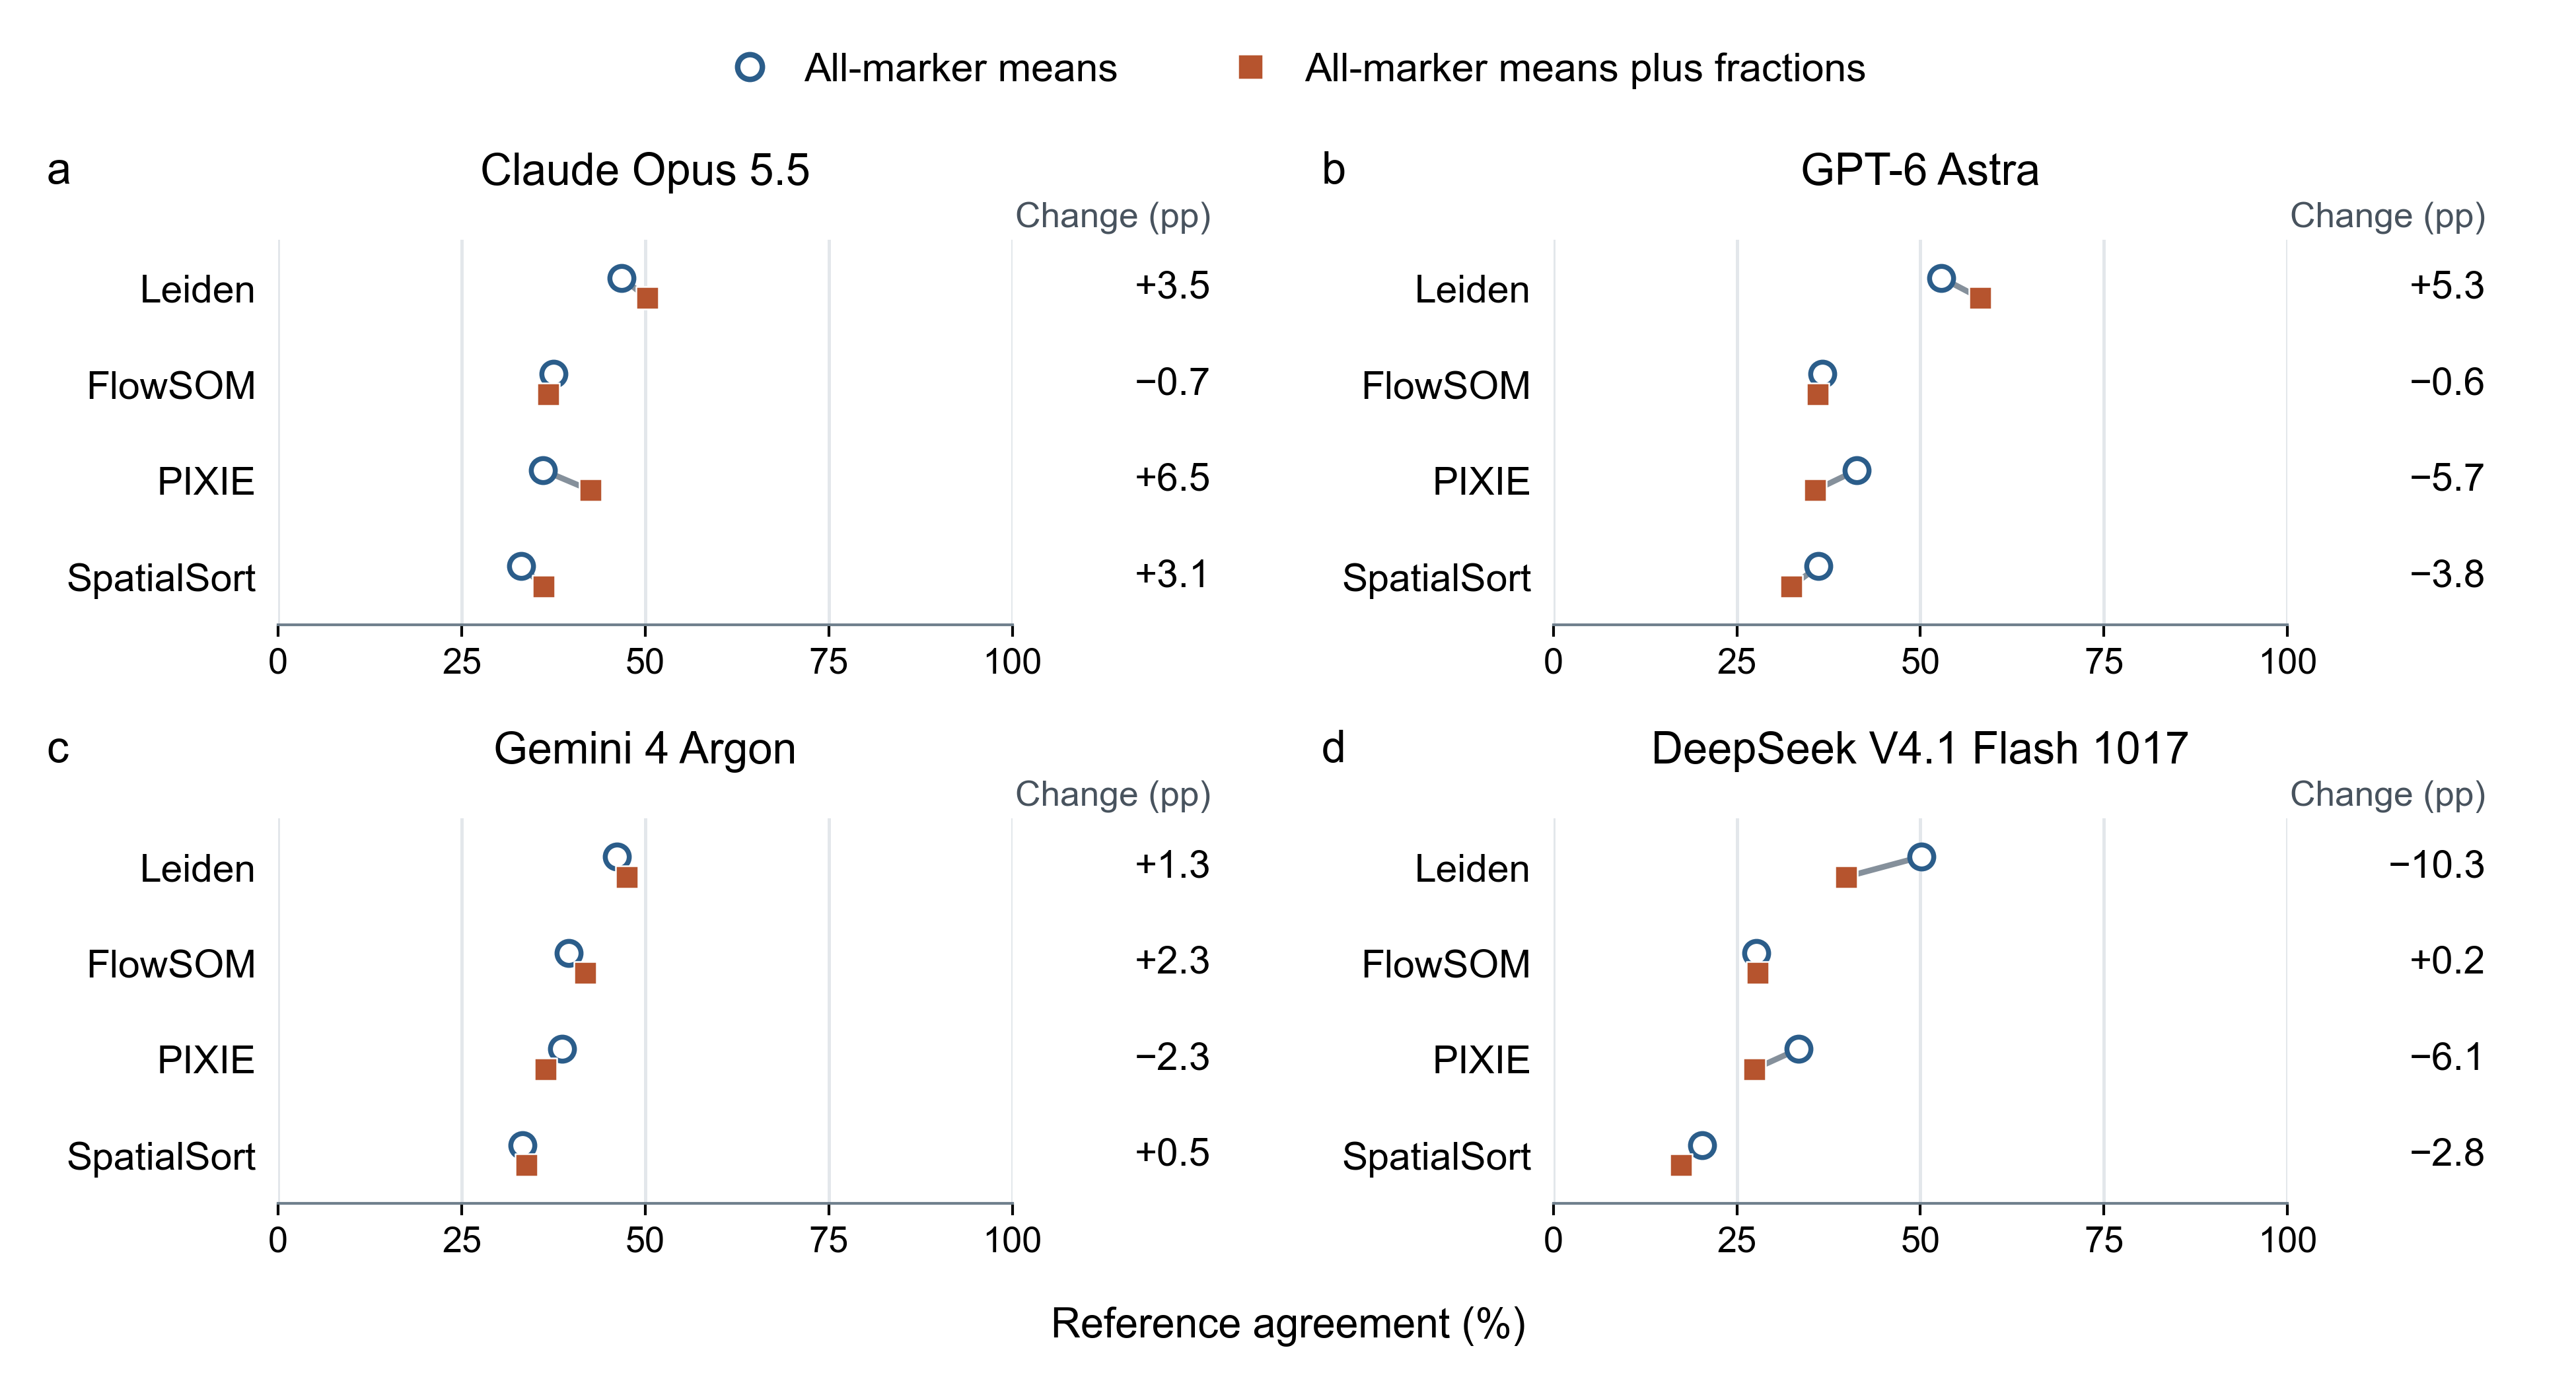 All-marker means
All-marker means plus fractions
a
Claude Opus 5.5
Change (pp)
Leiden
+3.5
FlowSOM
−0.7
PIXIE
+6.5
SpatialSort
+3.1
0 25 50 75 100
b
GPT-6 Astra
Change (pp)
Leiden
+5.3
FlowSOM
−0.6
PIXIE
−5.7
SpatialSort
−3.8
0 25 50 75 100
c
Gemini 4 Argon
Change (pp)
Leiden
+1.3
FlowSOM
+2.3
PIXIE
−2.3
SpatialSort
+0.5
0 25 50 75 100
d
DeepSeek V4.1 Flash 1017
Change (pp)
Leiden
−10.3
FlowSOM
+0.2
PIXIE
−6.1
SpatialSort
−2.8
0 25 50 75 100
Reference agreement (%)